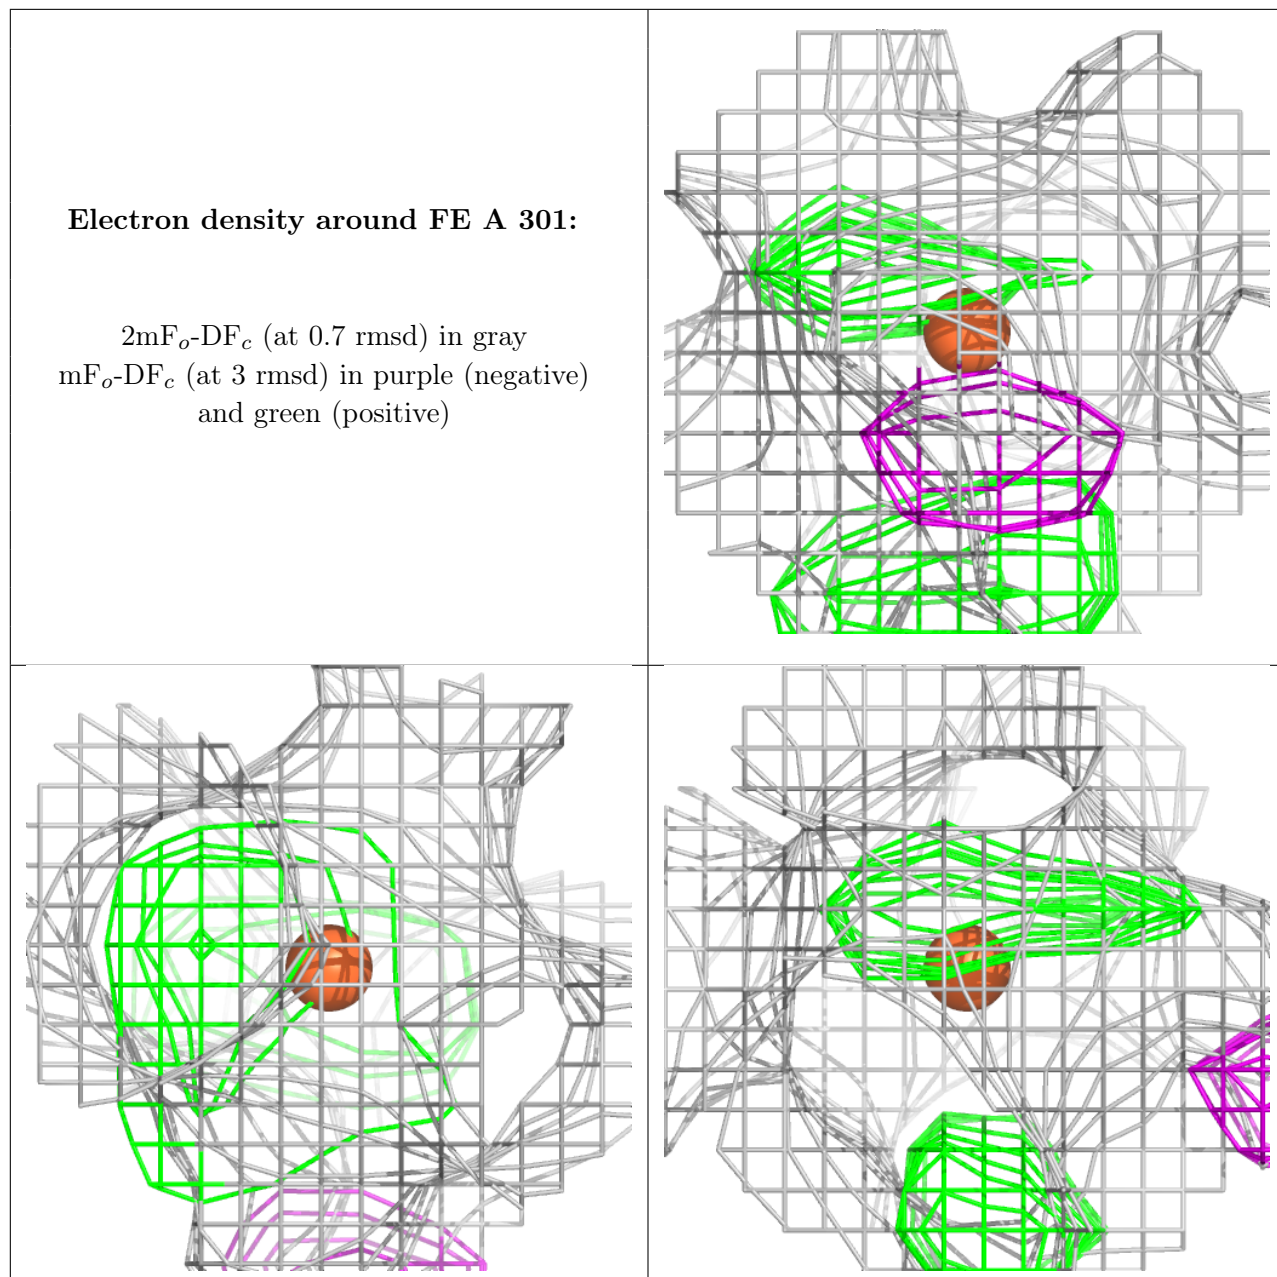 Electron density around FE A 301:
2mFₒ-DF𝒸 (at 0.7 rmsd) in gray
mFₒ-DF𝒸 (at 3 rmsd) in purple (negative)
and green (positive)